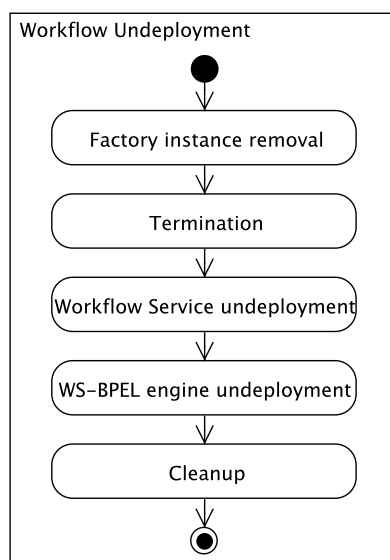 Workflow Undeployment
Factory instance removal
Termination
Workflow Service undeployment
WS-BPEL engine undeployment
Cleanup